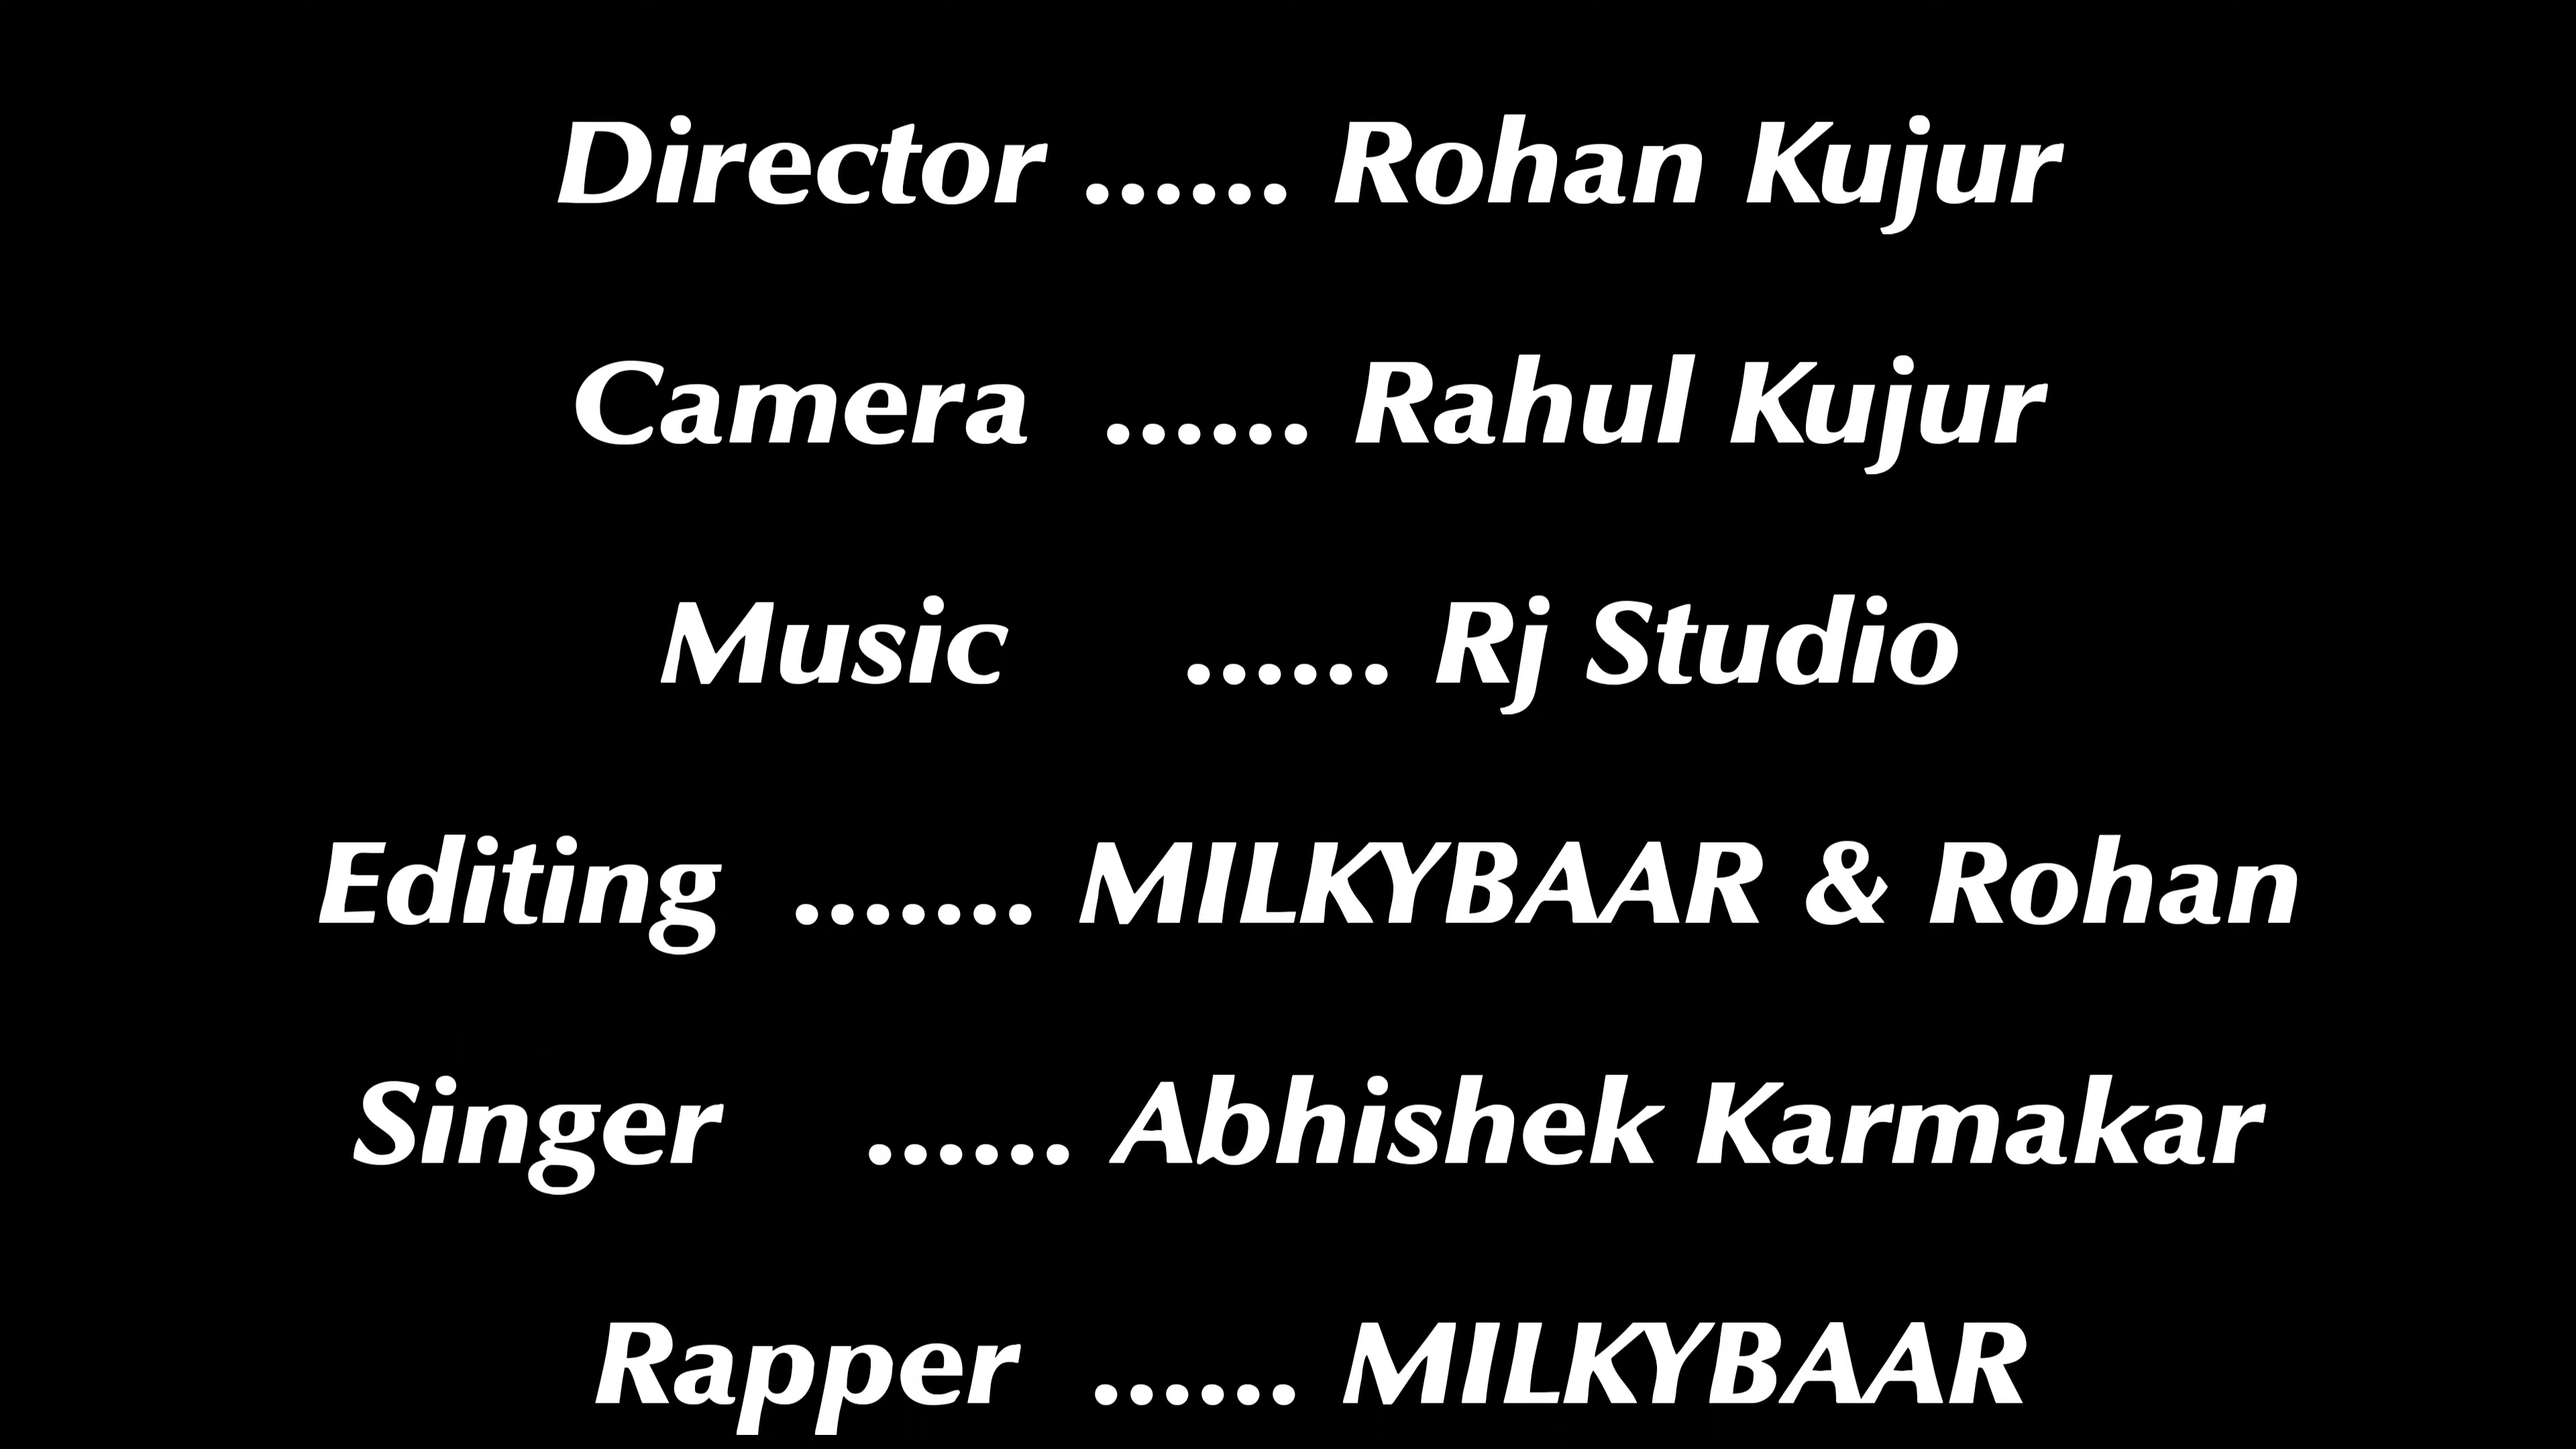 Director ...... Rohan Kujur
Camera ...... Rahul Kujur
Music ...... Rj Studio
Editing ....... MILKYBAAR & Rohan
Singer ...... Abhishek Karmakar
Rapper ...... MILKYBAAR